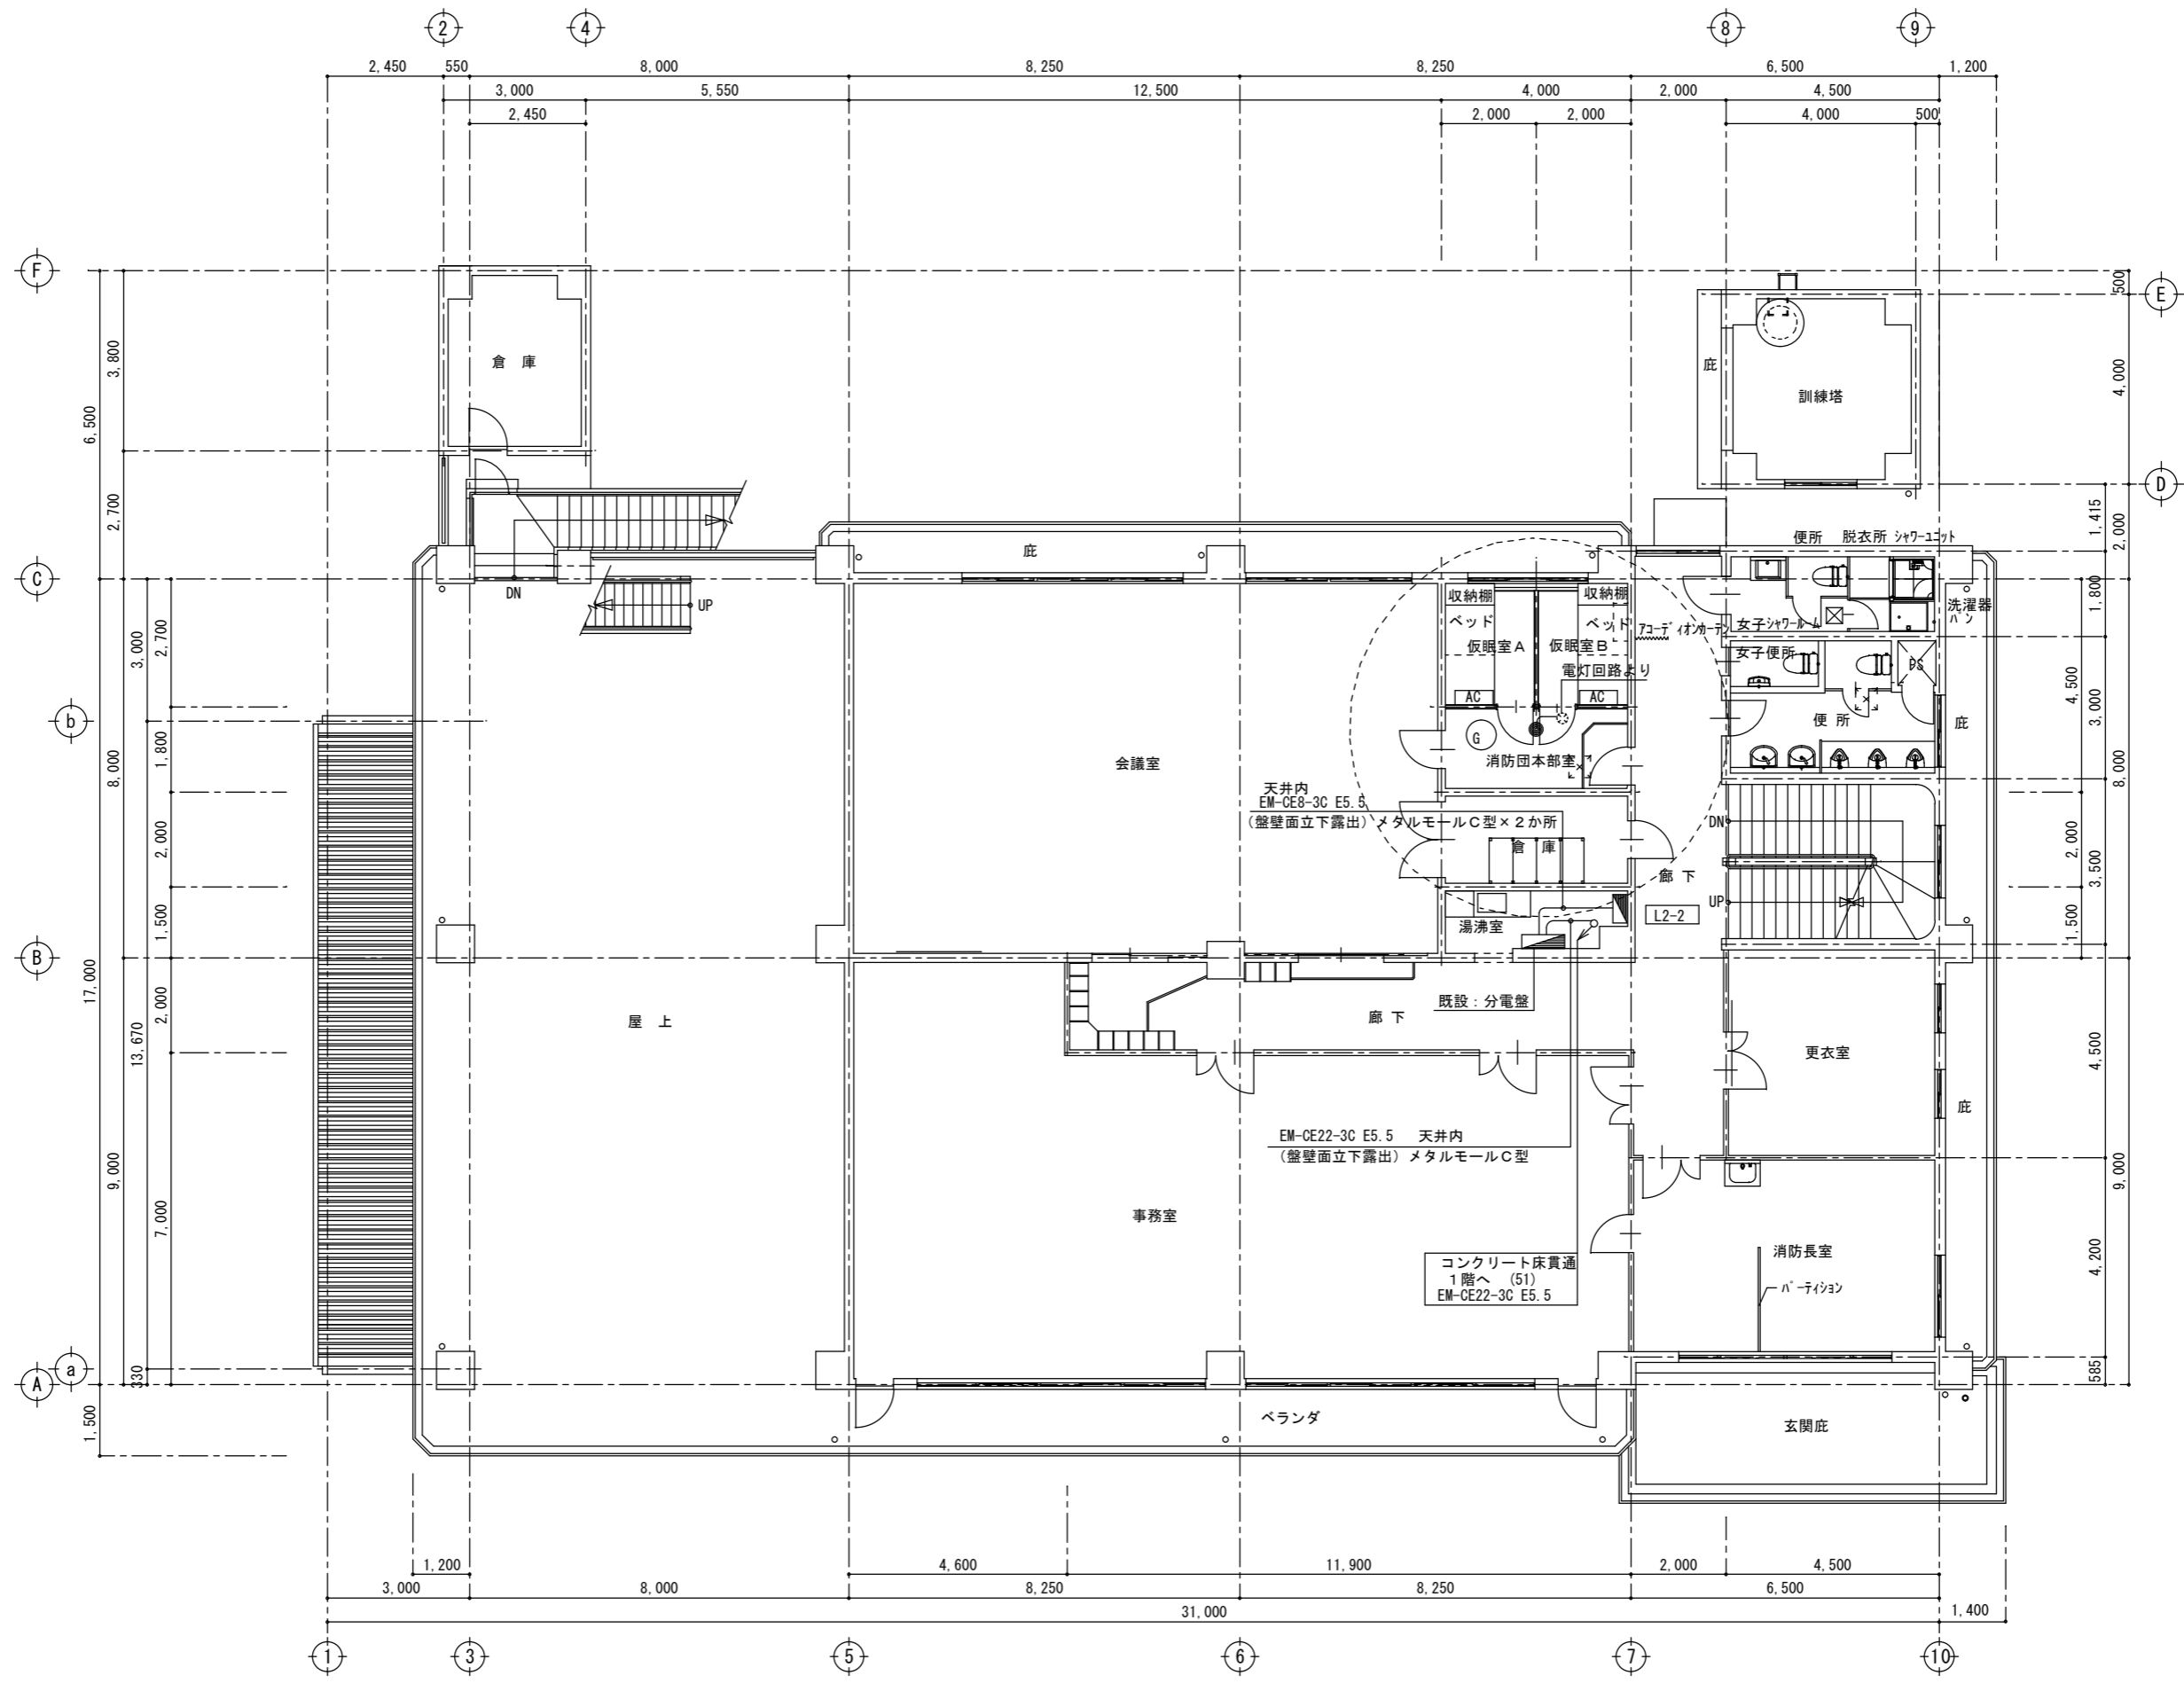 2 4 8 9
2,450 550 8,000 8,250 8,250 6,500 1,200
3,000 5,550 12,500 4,000 2,000 4,500
2,450 2,000 2,000 4,000 500
F
E
D
C
b
B
a
A
3,800
6,500
2,700
3,000
2,700
1,800
8,000
2,000
1,500
17,000
13,670
2,000
9,000
7,000
330
1,500
500
4,000
1,415
2,000
1,800
4,500
3,000
8,000
2,000
3,500
1,500
4,500
9,000
4,200
585
倉 庫
庇
訓練塔
庇
便所 脱衣所 シャワーユニット
DN
UP
収納棚
収納棚
洗濯器
パン
ベッド
ベッド
アコーディオンカーテン
女子シャワールーム
仮眠室A
仮眠室B
女子便所
電灯回路より
PS
AC
AC
便 所
庇
G
消防団本部室
会議室
天井内
EM-CE8-3C E5.5
(盤壁面立下露出)メタルモールC型×2か所
DN
倉 庫
廊 下
UP
L2-2
湯沸室
既設:分電盤
廊 下
屋 上
更衣室
庇
EM-CE22-3C E5.5 天井内
(盤壁面立下露出)メタルモールC型
事務室
消防長室
コンクリート床貫通
1階へ (51)
EM-CE22-3C E5.5
パーティション
ベランダ
玄関庇
1,200 4,600 11,900 2,000 4,500
3,000 8,000 8,250 8,250 6,500
31,000 1,400
1 3 5 6 7 10